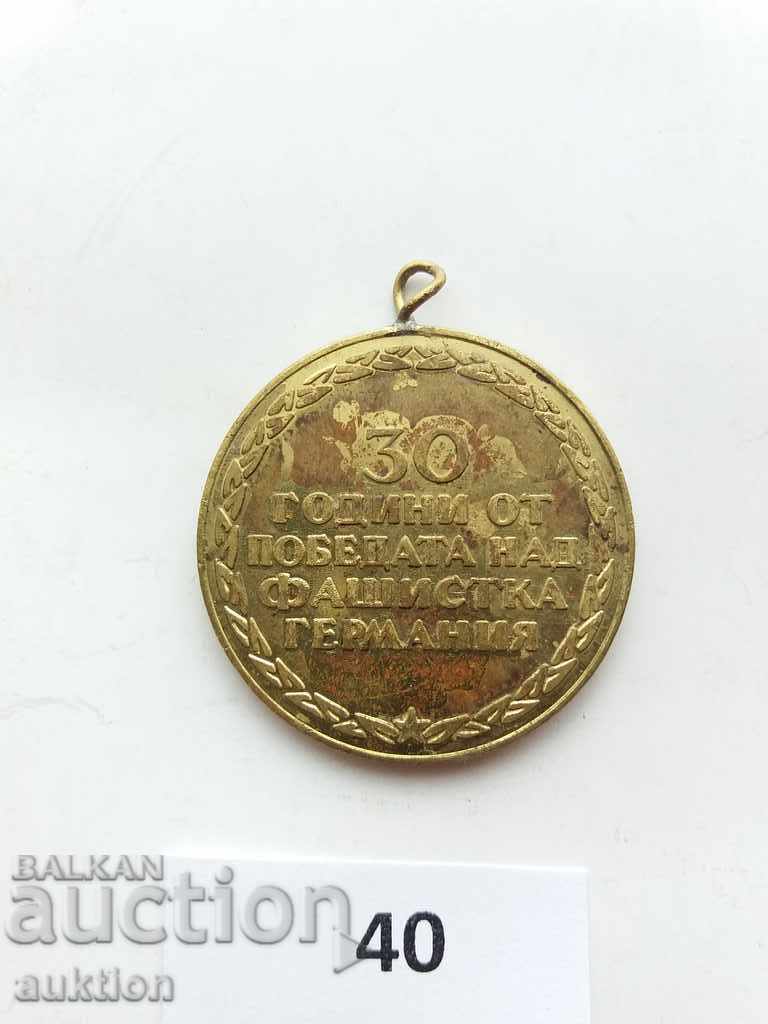 30
ГОДИНИ ОТ
ПОБЕДАТА НАД
ФАШИСТКА
ГЕРМАНИЯ
BALKAN
auction
auktion
40